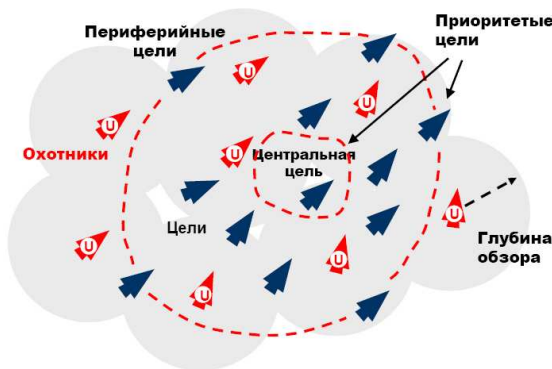 Периферийные
цели
Приоритетые
цели
U
U
U
Охотники
U
Центральная
цель
U
Цели
U
Глубина
обзора
U
U